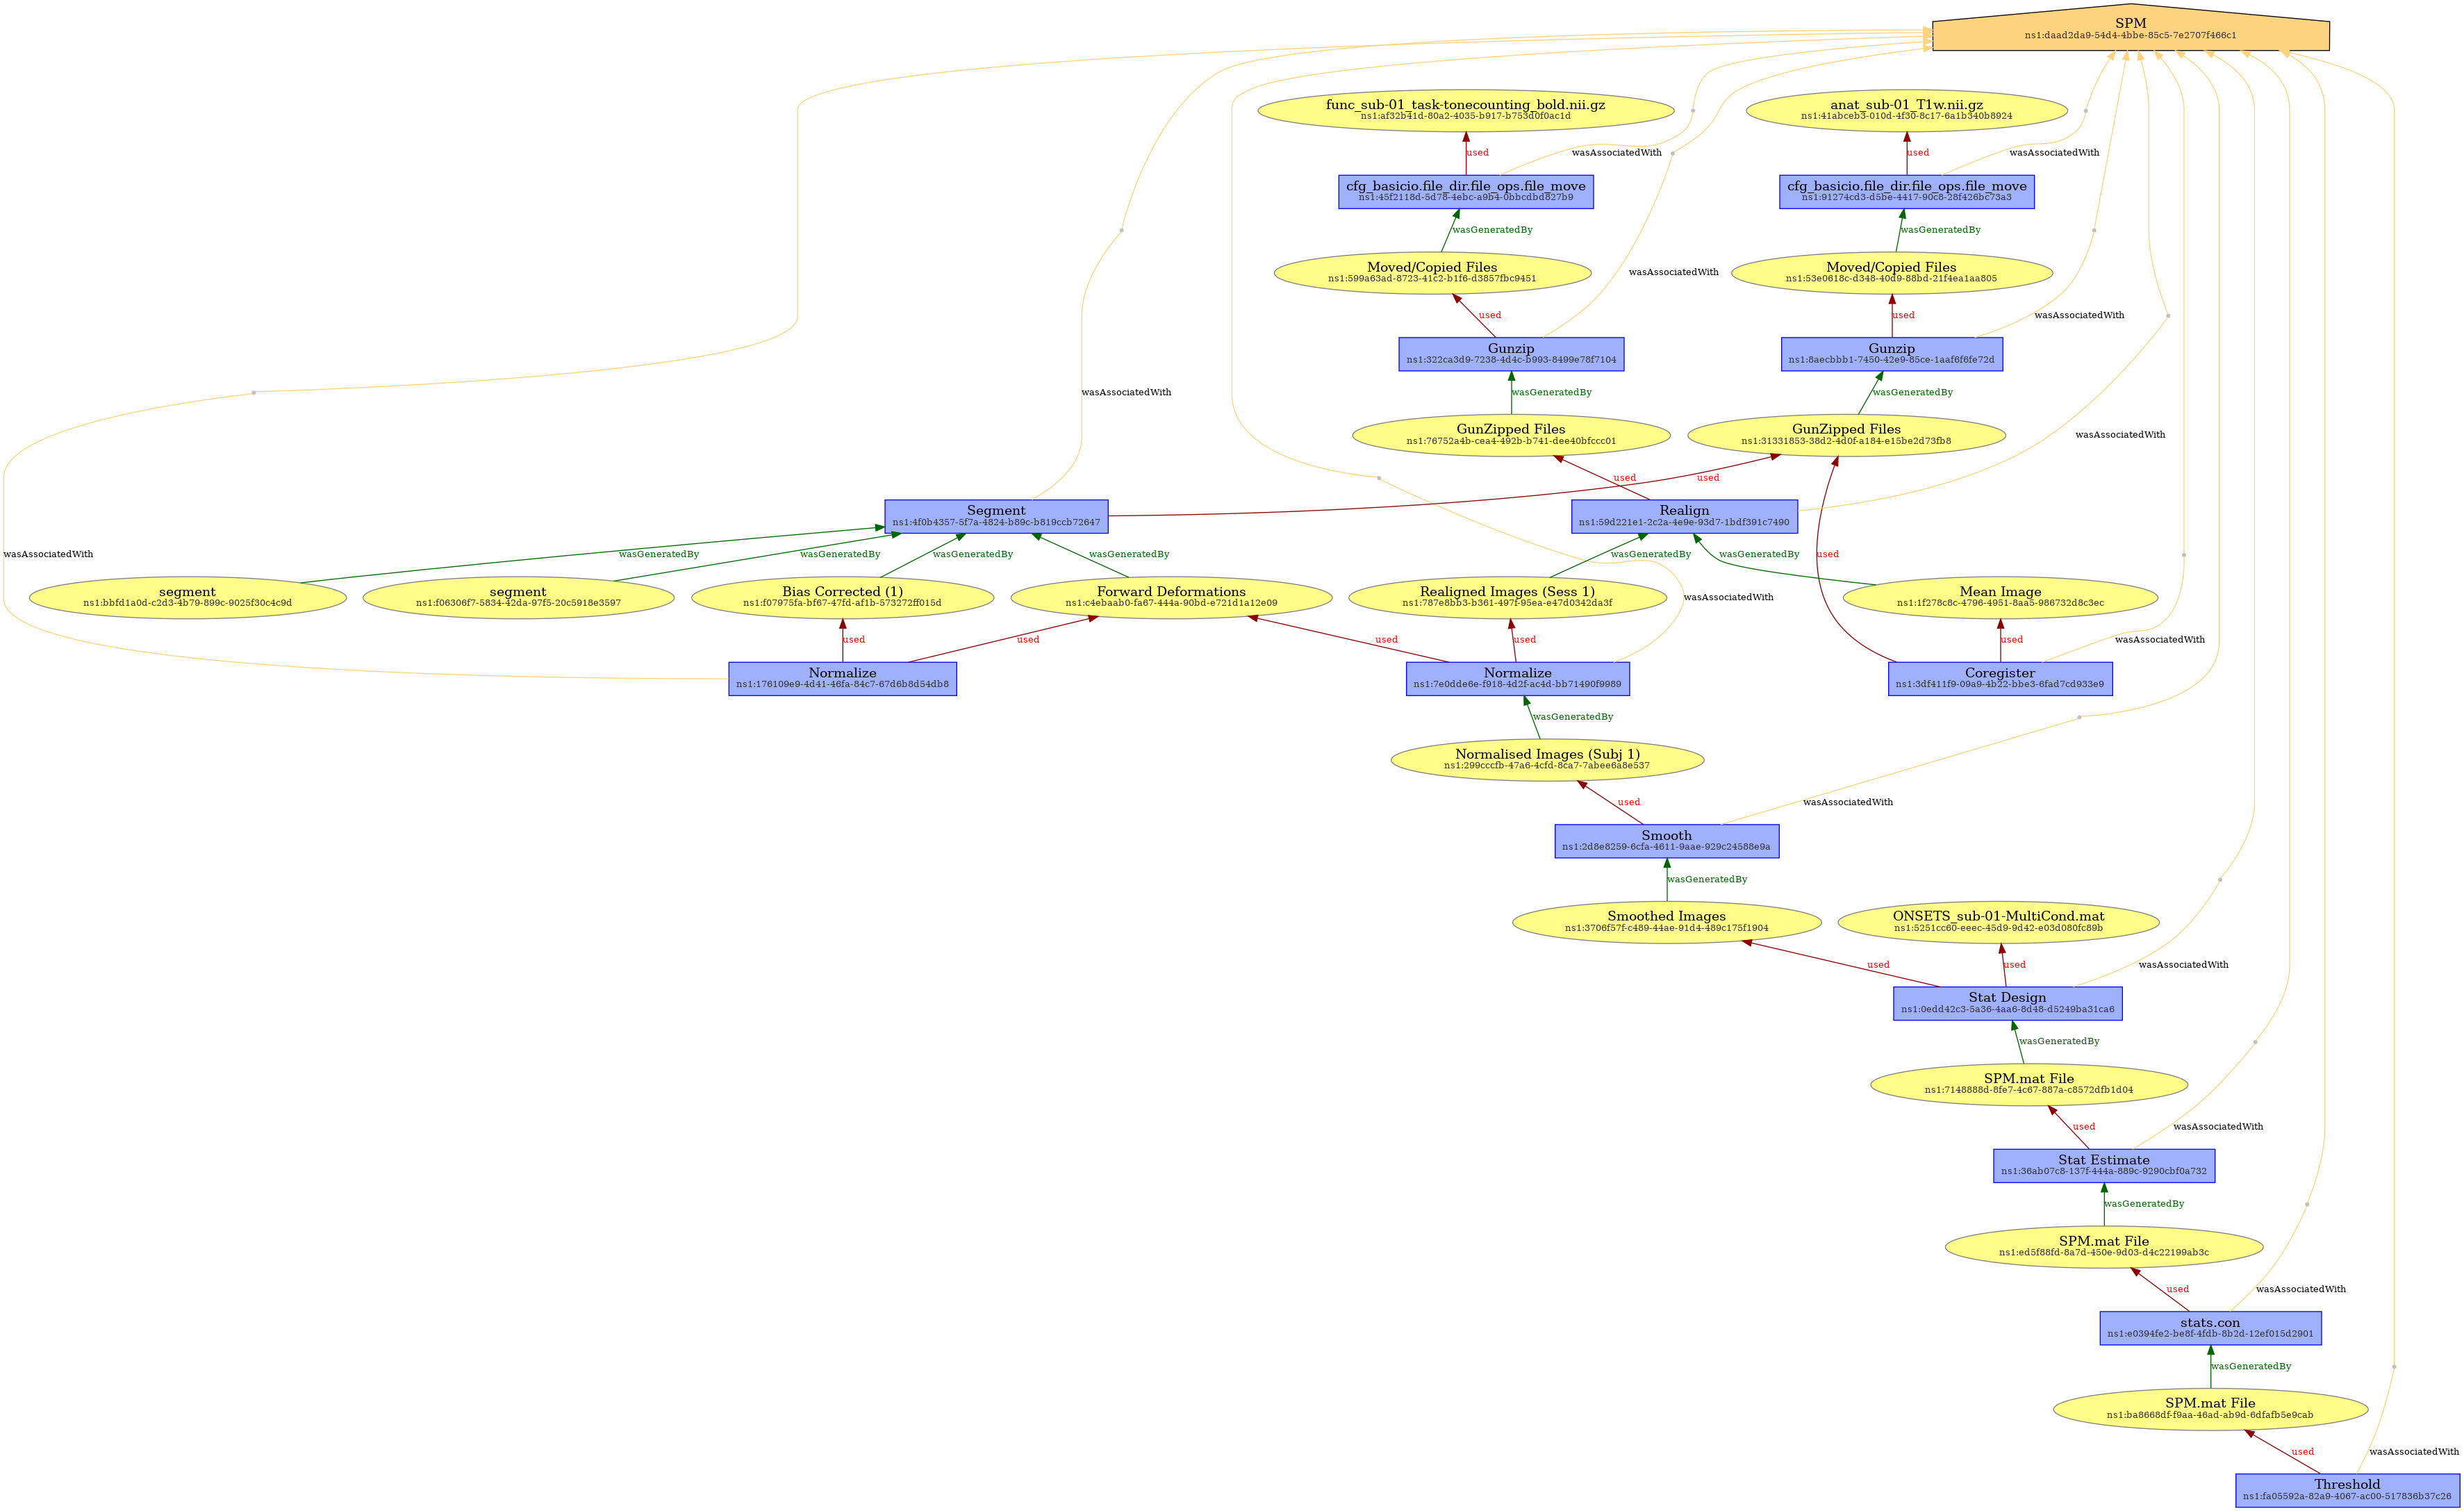 SPM
ns1:daad2da9-54d4-4bbe-85c5-7e2707f466c1
func_sub-01_task-tonecounting_bold.nii.gz
ns1:af32b41d-80a2-4035-b917-b753d0f0ac1d
anat_sub-01_T1w.nii.gz
ns1:41abceb3-010d-4f30-8c17-6a1b340b8924
used
wasAssociatedWith
used
wasAssociatedWith
cfg_basicio.file_dir.file_ops.file_move
ns1:45f2118d-5d78-4ebc-a9b4-0bbcdbd827b9
cfg_basicio.file_dir.file_ops.file_move
ns1:91274cd3-d5be-4417-90c8-28f426bc73a3
wasGeneratedBy
wasGeneratedBy
Moved/Copied Files
ns1:599a63ad-8723-41c2-b1f6-d3857fbc9451
wasAssociatedWith
Moved/Copied Files
ns1:53e0618c-d348-40d9-88bd-21f4ea1aa805
used
used
wasAssociatedWith
Gunzip
ns1:322ca3d9-7238-4d4c-b993-8499e78f7104
Gunzip
ns1:8aecbbb1-7450-42e9-85ce-1aaf6f6fe72d
wasAssociatedWith
wasGeneratedBy
wasGeneratedBy
GunZipped Files
ns1:76752a4b-cea4-492b-b741-dee40bfccc01
GunZipped Files
ns1:31331853-38d2-4d0f-a184-e15be2d73fb8
wasAssociatedWith
used
used
Segment
ns1:4f0b4357-5f7a-4824-b89c-b819ccb72647
Realign
ns1:59d221e1-2c2a-4e9e-93d7-1bdf391c7490
wasAssociatedWith
wasGeneratedBy
wasGeneratedBy
wasGeneratedBy
wasGeneratedBy
wasGeneratedBy
wasGeneratedBy
used
segment
ns1:bbfd1a0d-c2d3-4b79-899c-9025f30c4c9d
segment
ns1:f06306f7-5834-42da-97f5-20c5918e3597
Bias Corrected (1)
ns1:f07975fa-bf67-47fd-af1b-573272ff015d
Forward Deformations
ns1:c4ebaab0-fa67-444a-90bd-e721d1a12e09
Realigned Images (Sess 1)
ns1:787e8bb3-b361-497f-95ea-e47d0342da3f
wasAssociatedWith
Mean Image
ns1:1f278c8c-4796-4951-8aa5-986732d8c3ec
used
used
used
used
used
wasAssociatedWith
Normalize
ns1:176109e9-4d41-46fa-84c7-67d6b8d54db8
Normalize
ns1:7e0dde6e-f918-4d2f-ac4d-bb71490f9989
Coregister
ns1:3df411f9-09a9-4b22-bbe3-6fad7cd933e9
wasGeneratedBy
Normalised Images (Subj 1)
ns1:299cccfb-47a6-4cfd-8ca7-7abee6a8e537
used
wasAssociatedWith
Smooth
ns1:2d8e8259-6cfa-4611-9aae-929c24588e9a
wasGeneratedBy
Smoothed Images
ns1:3706f57f-c489-44ae-91d4-489c175f1904
ONSETS_sub-01-MultiCond.mat
ns1:5251cc60-eeec-45d9-9d42-e03d080fc89b
used
used
wasAssociatedWith
Stat Design
ns1:0edd42c3-5a36-4aa6-8d48-d5249ba31ca6
wasGeneratedBy
SPM.mat File
ns1:7148888d-8fe7-4c67-887a-c8572dfb1d04
used
wasAssociatedWith
Stat Estimate
ns1:36ab07c8-137f-444a-889c-9290cbf0a732
wasGeneratedBy
SPM.mat File
ns1:ed5f88fd-8a7d-450e-9d03-d4c22199ab3c
used
wasAssociatedWith
stats.con
ns1:e0394fe2-be8f-4fdb-8b2d-12ef015d2901
wasGeneratedBy
SPM.mat File
ns1:ba8668df-f9aa-46ad-ab9d-6dfafb5e9cab
used
wasAssociatedWith
Threshold
ns1:fa05592a-82a9-4067-ac00-517836b37c26